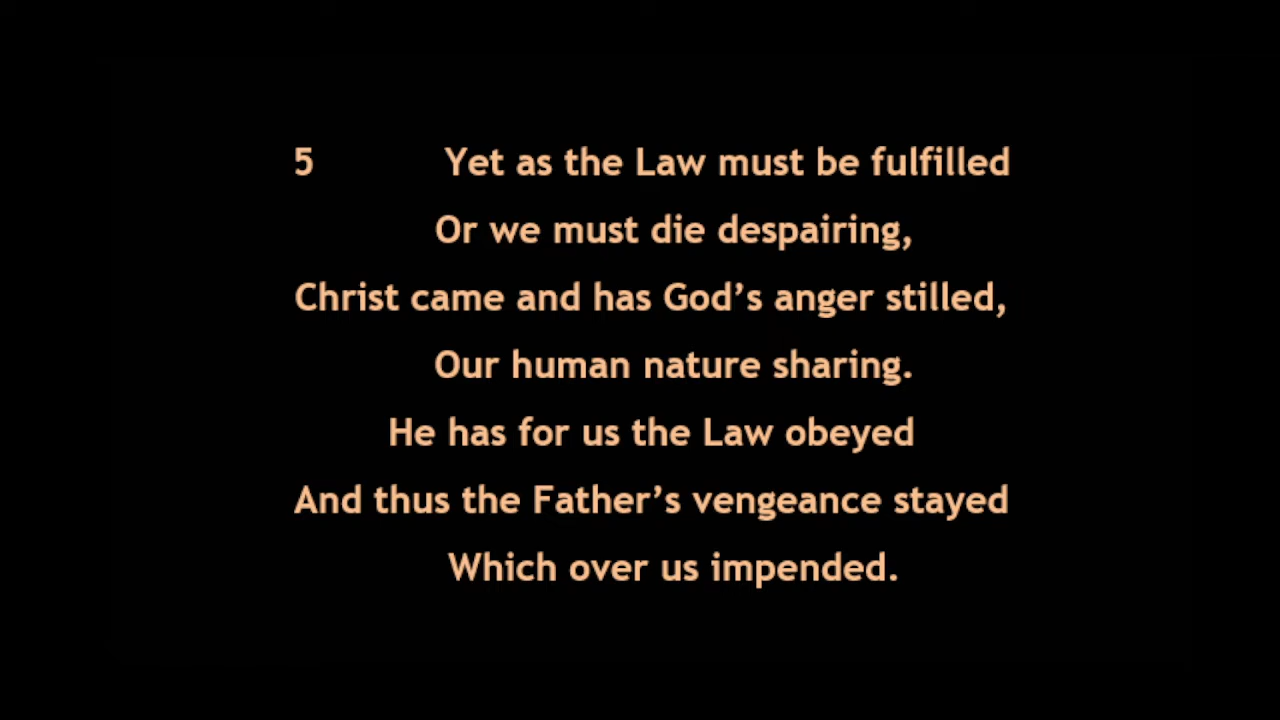 5 Yet as the Law must be fulfilled
Or we must die despairing,
Christ came and has God’s anger stilled,
Our human nature sharing.
He has for us the Law obeyed
And thus the Father’s vengeance stayed
Which over us impended.